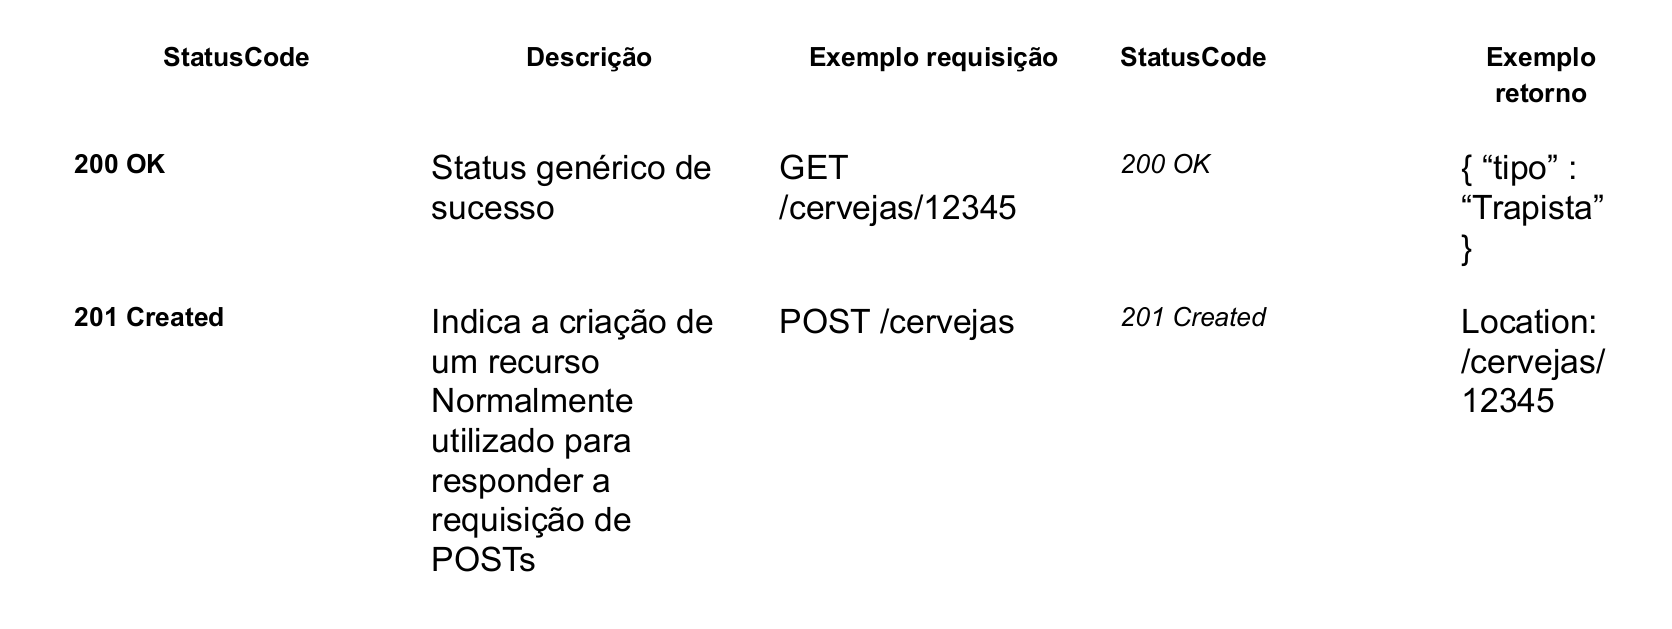 StatusCode Descrição Exemplo requisição StatusCode Exemplo
retorno
200 OK Status genérico de GET 200 OK { “tipo” :
sucesso /cervejas/12345 “Trapista”
}
201 Created Indica a criação de POST /cervejas 201 Created Location:
um recurso /cervejas/
Normalmente 12345
utilizado para
responder a
requisição de
POSTs